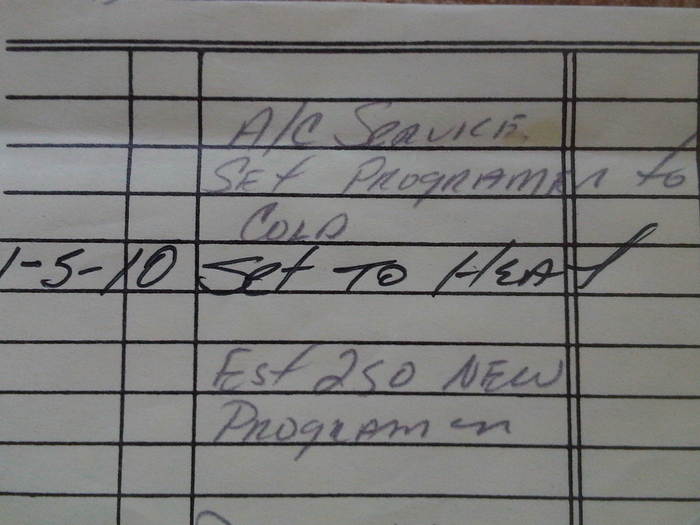 A/C Service
Set Programer to
Cold
1-5-10 Set To Heat
Est 250 New
Programer